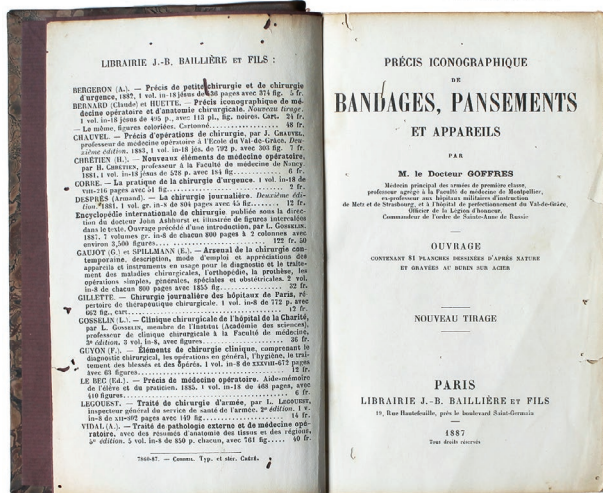 LIBRAIRIE J.-B. BAILLIÈRE ET FILS :
BERGERON (A.). — Précis de petite chirurgie et de chirurgie
d'urgence, 1882, 1 vol. in-18 jésus de 436 pages avec 374 fig. 5 fr.
BERNARD (Claude) et HUETTE. — Précis iconographique de mé-
decine opératoire et d'anatomie chirurgicale. Nouveau tirage.
1 vol. in-18 jésus de 495 p., avec 113 pl., fig. noires. Cart. 24 fr.
— Le même, figures coloriées. Cartonné.... 48 fr.
CHAUVEL. — Précis d'opérations de chirurgie, par J. CHAUVEL,
professeur de médecine opératoire à l'École du Val-de-Grâce. Deu-
xième édition. 1883, 1 vol. in-18 jés. de 792 p. avec 303 fig. 7 fr.
CHRÉTIEN (H.). — Nouveaux éléments de médecine opératoire,
par H. CHRÉTIEN, professeur à la Faculté de médecine de Nancy.
1881, 1 vol. in-18 jésus de 528 p. avec 184 fig.... 6 fr.
CORRE. — La pratique de la chirurgie d'urgence. 1 vol. in-18 de
VIII-216 pages avec 51 fig.... 2 fr.
DESPRÈS (Armand). — La chirurgie journalière. Deuxième édi-
tion. 1881. 1 vol. gr. in-8 de 804 pages avec 45 fig.... 12 fr.
Encyclopédie internationale de chirurgie publiée sous la direc-
tion du docteur John Ashhurst et illustrée de figures intercalées
dans le texte. Ouvrage précédé d'une introduction, par L. GOSSELIN.
1887. 7 volumes gr. in-8 de chacun 800 pages à 2 colonnes avec
environ 3,500 figures.... 122 fr. 50
GAUJOT (G.) et SPILLMANN (E.). — Arsenal de la chirurgie con-
temporaine, description, mode d'emploi et appréciations des
appareils et instruments en usage pour le diagnostic et le traite-
ment des maladies chirurgicales, l'orthopédie, la prothèse, les
opérations simples, générales, spéciales et obstétricales. 2 vol.
in-8 de chacun 800 pages avec 1855 fig.... 32 fr.
GILLETTE. — Chirurgie journalière des hôpitaux de Paris, ré-
pertoire de thérapeutique chirurgicale. 1 vol. in-8 de 772 p. avec
662 fig., cart.... 12 fr.
GOSSELIN (L.). — Clinique chirurgicale de l'hôpital de la Charité,
par L. GOSSELIN, membre de l'Institut (Académie des sciences),
professeur de clinique chirurgicale à la Faculté de médecine,
3e édition. 3 vol. in-8, avec figures.... 36 fr.
GUYON (F.). — Éléments de chirurgie clinique, comprenant le
diagnostic chirurgical, les opérations en général, l'hygiène, le trai-
tement des blessés et des opérés. 1 vol. in-8 de XXXVIII-672 pages
avec 63 figures.... 12 fr.
LE BEC (Ed.). — Précis de médecine opératoire. Aide-mémoire
de l'élève et du praticien. 1885. 1 vol. in-18 de 468 pages, avec
410 figures.... 6 fr.
LEGOUEST. — Traité de chirurgie d'armée, par L. LEGOUEST,
inspecteur général du service de santé de l'armée. 2e édition. 1 v.
in-8 de XII-802 pages avec 149 fig.... 14 fr.
VIDAL (A.). — Traité de pathologie externe et de médecine opé-
ratoire, avec des résumés d'anatomie des tissus et des régions,
5e édition. 5 vol. in-8 de 850 p. chacun, avec 761 fig.... 40 fr.
7860-87. — CORBEIL. Typ. et stér. CRÉTÉ.
PRÉCIS ICONOGRAPHIQUE
DE
BANDAGES, PANSEMENTS
ET APPAREILS
PAR
M. le Docteur GOFFRES
Médecin principal des armées de première classe,
professeur agrégé à la Faculté de médecine de Montpellier,
ex-professeur aux hôpitaux militaires d'instruction
de Metz et de Strasbourg, et à l'hôpital de perfectionnement du Val-de-Grâce,
Officier de la Légion d'honneur,
Commandeur de l'ordre de Sainte-Anne de Russie
OUVRAGE
CONTENANT 81 PLANCHES DESSINÉES D'APRÈS NATURE
ET GRAVÉES AU BURIN SUR ACIER
NOUVEAU TIRAGE
PARIS
LIBRAIRIE J.-B. BAILLIÈRE ET FILS
19, Rue Hautefeuille, près le boulevard Saint-Germain
1887
Tous droits réservés